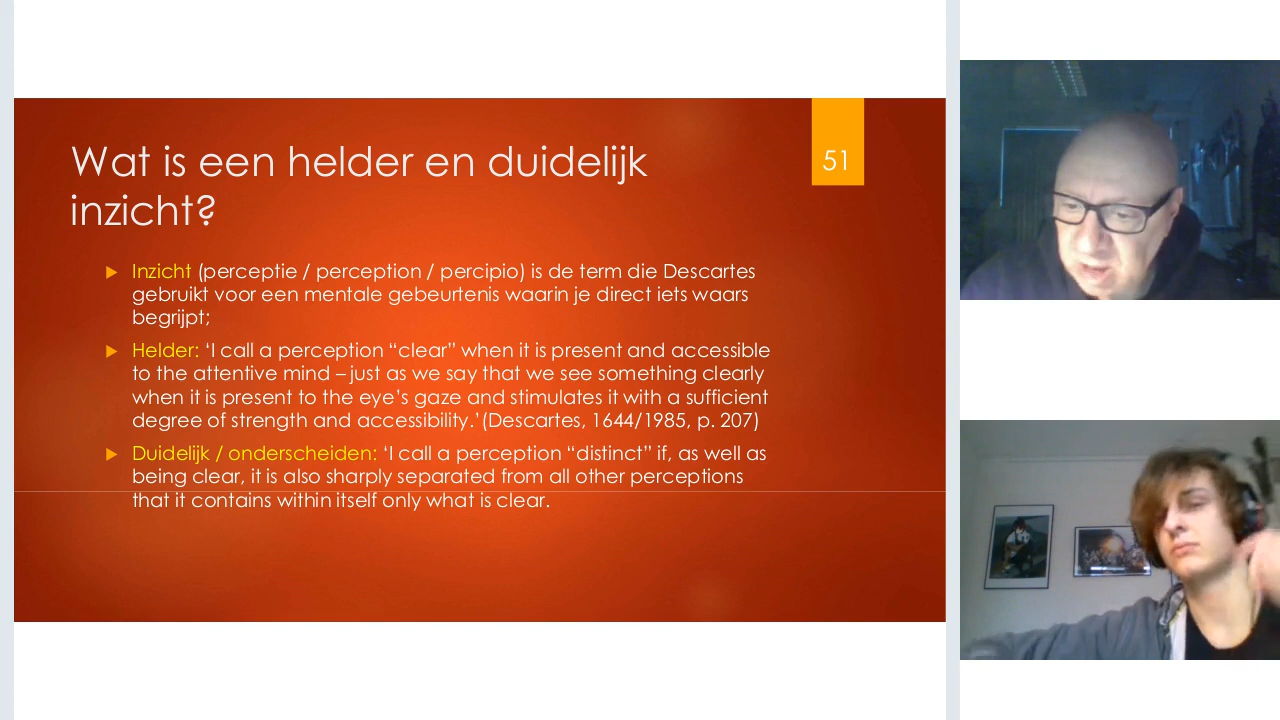 Wat is een helder en duidelijk
inzicht?
51
Inzicht (perceptie / perception / percipio) is de term die Descartes
gebruikt voor een mentale gebeurtenis waarin je direct iets waars
begrijpt;
Helder: ‘I call a perception “clear” when it is present and accessible
to the attentive mind – just as we say that we see something clearly
when it is present to the eye’s gaze and stimulates it with a sufficient
degree of strength and accessibility.’(Descartes, 1644/1985, p. 207)
Duidelijk / onderscheiden: ‘I call a perception “distinct” if, as well as
being clear, it is also sharply separated from all other perceptions
that it contains within itself only what is clear.